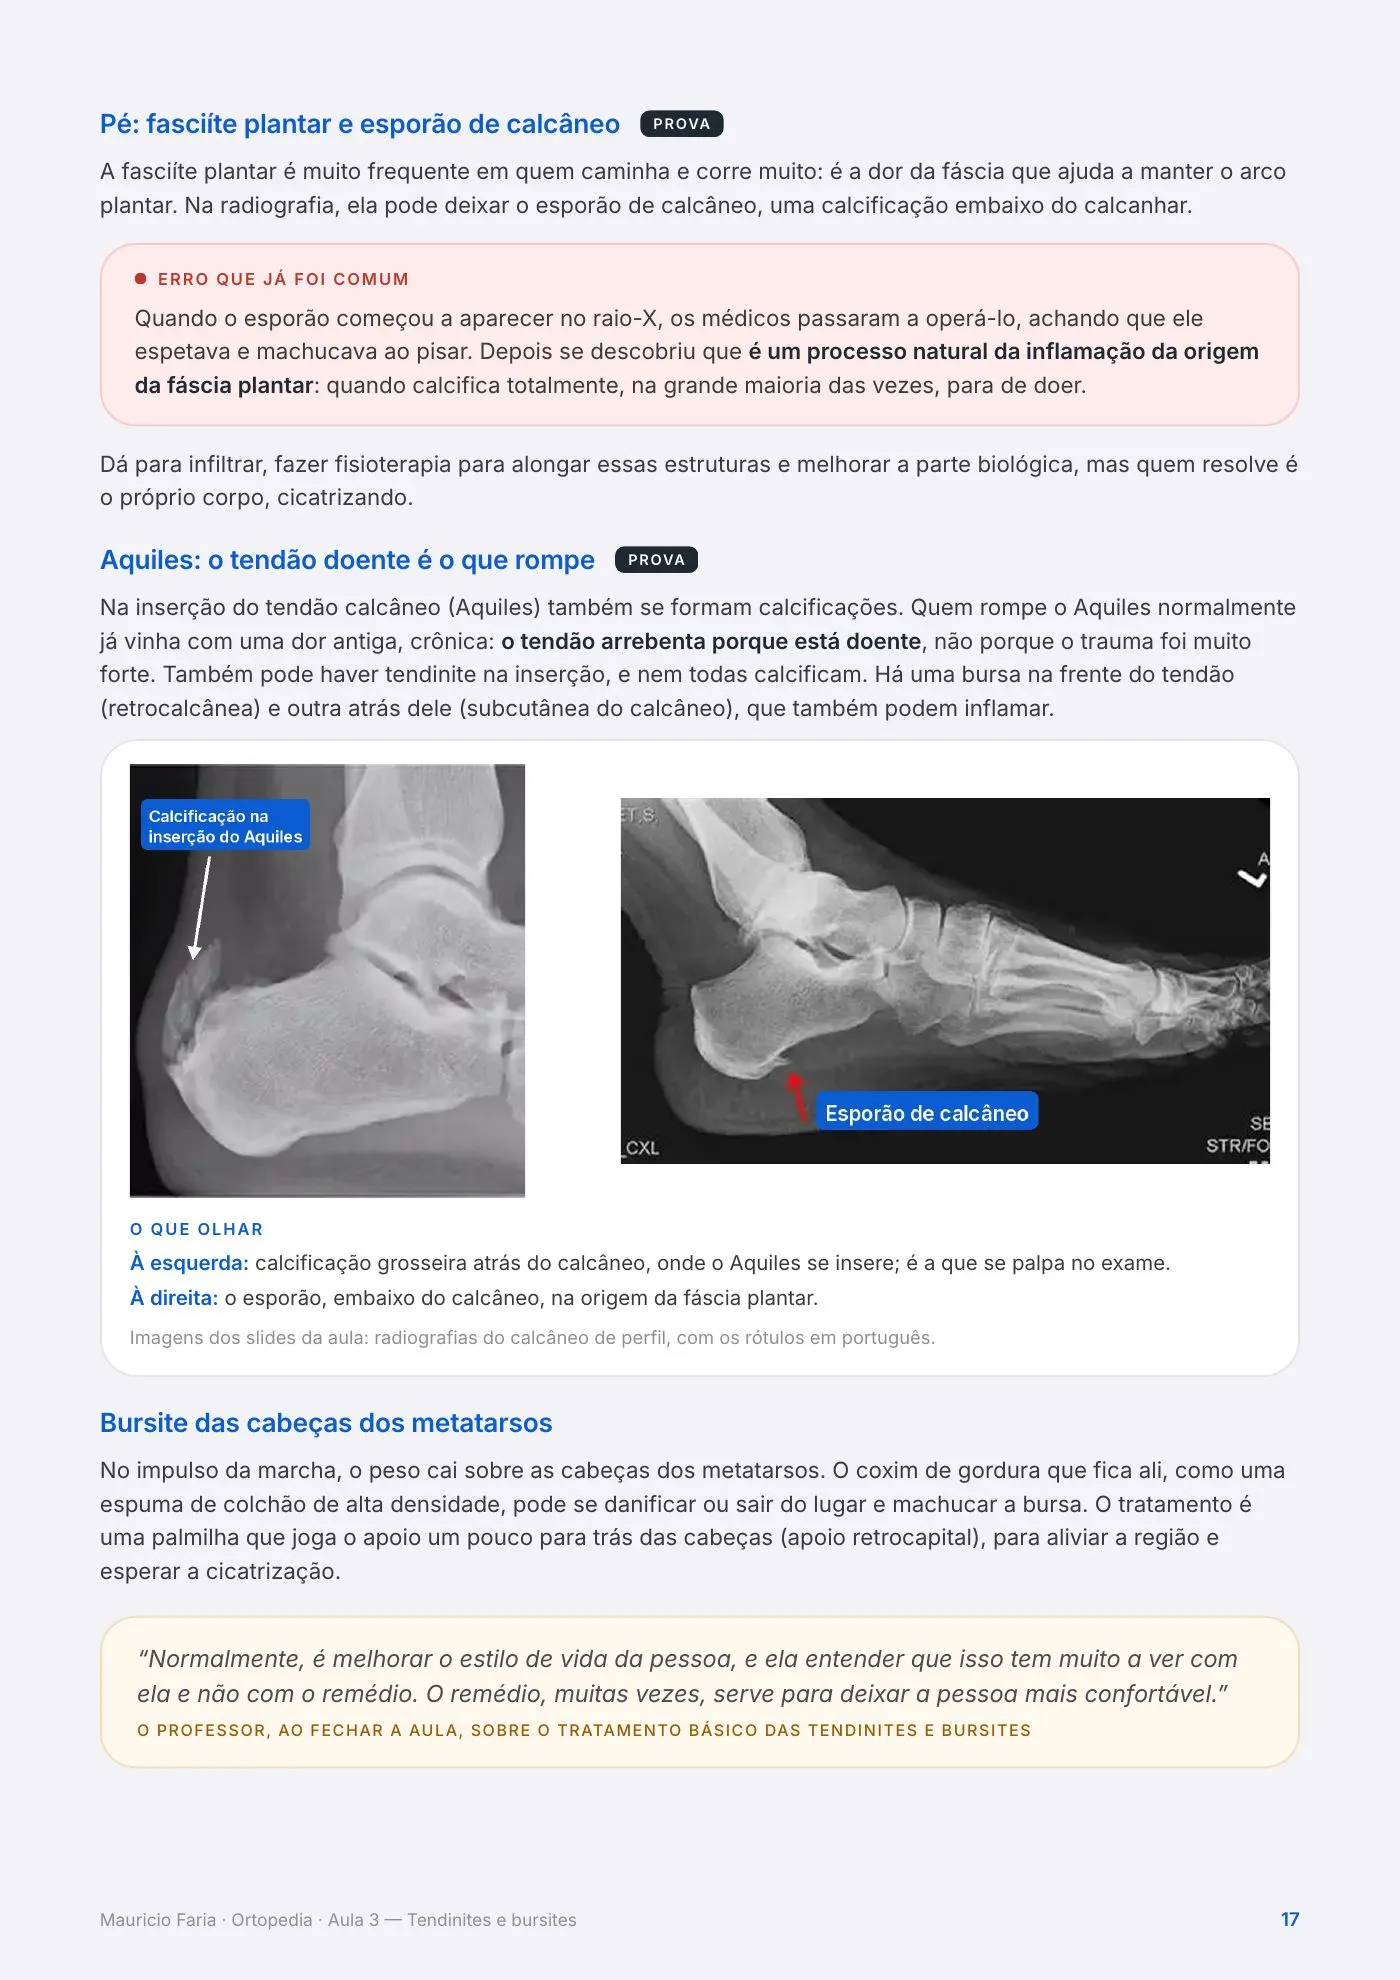 Pé: fasciíte plantar e esporão de calcâneo PROVA
A fasciíte plantar é muito frequente em quem caminha e corre muito: é a dor da fáscia que ajuda a manter o arco
plantar. Na radiografia, ela pode deixar o esporão de calcâneo, uma calcificação embaixo do calcanhar.
ERRO QUE JÁ FOI COMUM
Quando o esporão começou a aparecer no raio-X, os médicos passaram a operá-lo, achando que ele
espetava e machucava ao pisar. Depois se descobriu que é um processo natural da inflamação da origem
da fáscia plantar: quando calcifica totalmente, na grande maioria das vezes, para de doer.
Dá para infiltrar, fazer fisioterapia para alongar essas estruturas e melhorar a parte biológica, mas quem resolve é
o próprio corpo, cicatrizando.
Aquiles: o tendão doente é o que rompe PROVA
Na inserção do tendão calcâneo (Aquiles) também se formam calcificações. Quem rompe o Aquiles normalmente
já vinha com uma dor antiga, crônica: o tendão arrebenta porque está doente, não porque o trauma foi muito
forte. Também pode haver tendinite na inserção, e nem todas calcificam. Há uma bursa na frente do tendão
(retrocalcânea) e outra atrás dele (subcutânea do calcâneo), que também podem inflamar.
Calcificação na
inserção do Aquiles
ET.S.
A
Esporão de calcâneo
_CXL
SE
STR/FO
O QUE OLHAR
À esquerda: calcificação grosseira atrás do calcâneo, onde o Aquiles se insere; é a que se palpa no exame.
À direita: o esporão, embaixo do calcâneo, na origem da fáscia plantar.
Imagens dos slides da aula: radiografias do calcâneo de perfil, com os rótulos em português.
Bursite das cabeças dos metatarsos
No impulso da marcha, o peso cai sobre as cabeças dos metatarsos. O coxim de gordura que fica ali, como uma
espuma de colchão de alta densidade, pode se danificar ou sair do lugar e machucar a bursa. O tratamento é
uma palmilha que joga o apoio um pouco para trás das cabeças (apoio retrocapital), para aliviar a região e
esperar a cicatrização.
“Normalmente, é melhorar o estilo de vida da pessoa, e ela entender que isso tem muito a ver com
ela e não com o remédio. O remédio, muitas vezes, serve para deixar a pessoa mais confortável.”
O PROFESSOR, AO FECHAR A AULA, SOBRE O TRATAMENTO BÁSICO DAS TENDINITES E BURSITES
Mauricio Faria · Ortopedia · Aula 3 — Tendinites e bursites
17